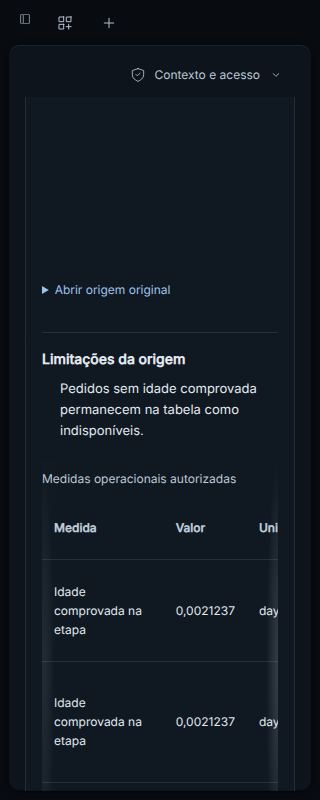 Contexto e acesso
Abrir origem original
Limitações da origem
Pedidos sem idade comprovada
permanecem na tabela como
indisponíveis.
Medidas operacionais autorizadas
Medida Valor Uni
Idade
comprovada na 0,0021237 day
etapa
Idade
comprovada na 0,0021237 day
etapa